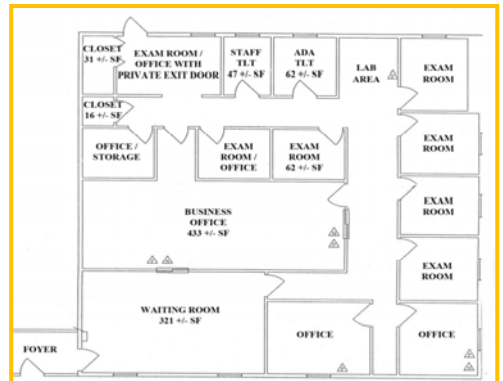 CLOSET
31 +/- SF
EXAM ROOM /
OFFICE WITH
PRIVATE EXIT DOOR
STAFF
TLT
47 +/- SF
ADA
TLT
62 +/- SF
LAB
AREA
EXAM
ROOM
CLOSET
16 +/- SF
OFFICE /
STORAGE
EXAM
ROOM /
OFFICE
EXAM
ROOM
62 +/- SF
EXAM
ROOM
EXAM
ROOM
BUSINESS
OFFICE
433 +/- SF
EXAM
ROOM
WAITING ROOM
321 +/- SF
OFFICE
OFFICE
FOYER